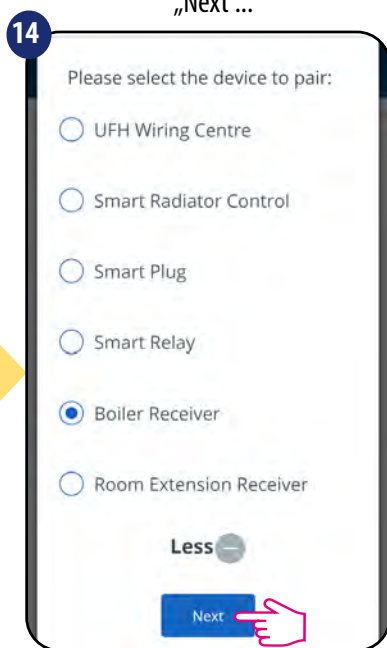 „Next ...
14
Please select the device to pair:
UFH Wiring Centre
Smart Radiator Control
Smart Plug
Smart Relay
Boiler Receiver
Room Extension Receiver
Less
Next